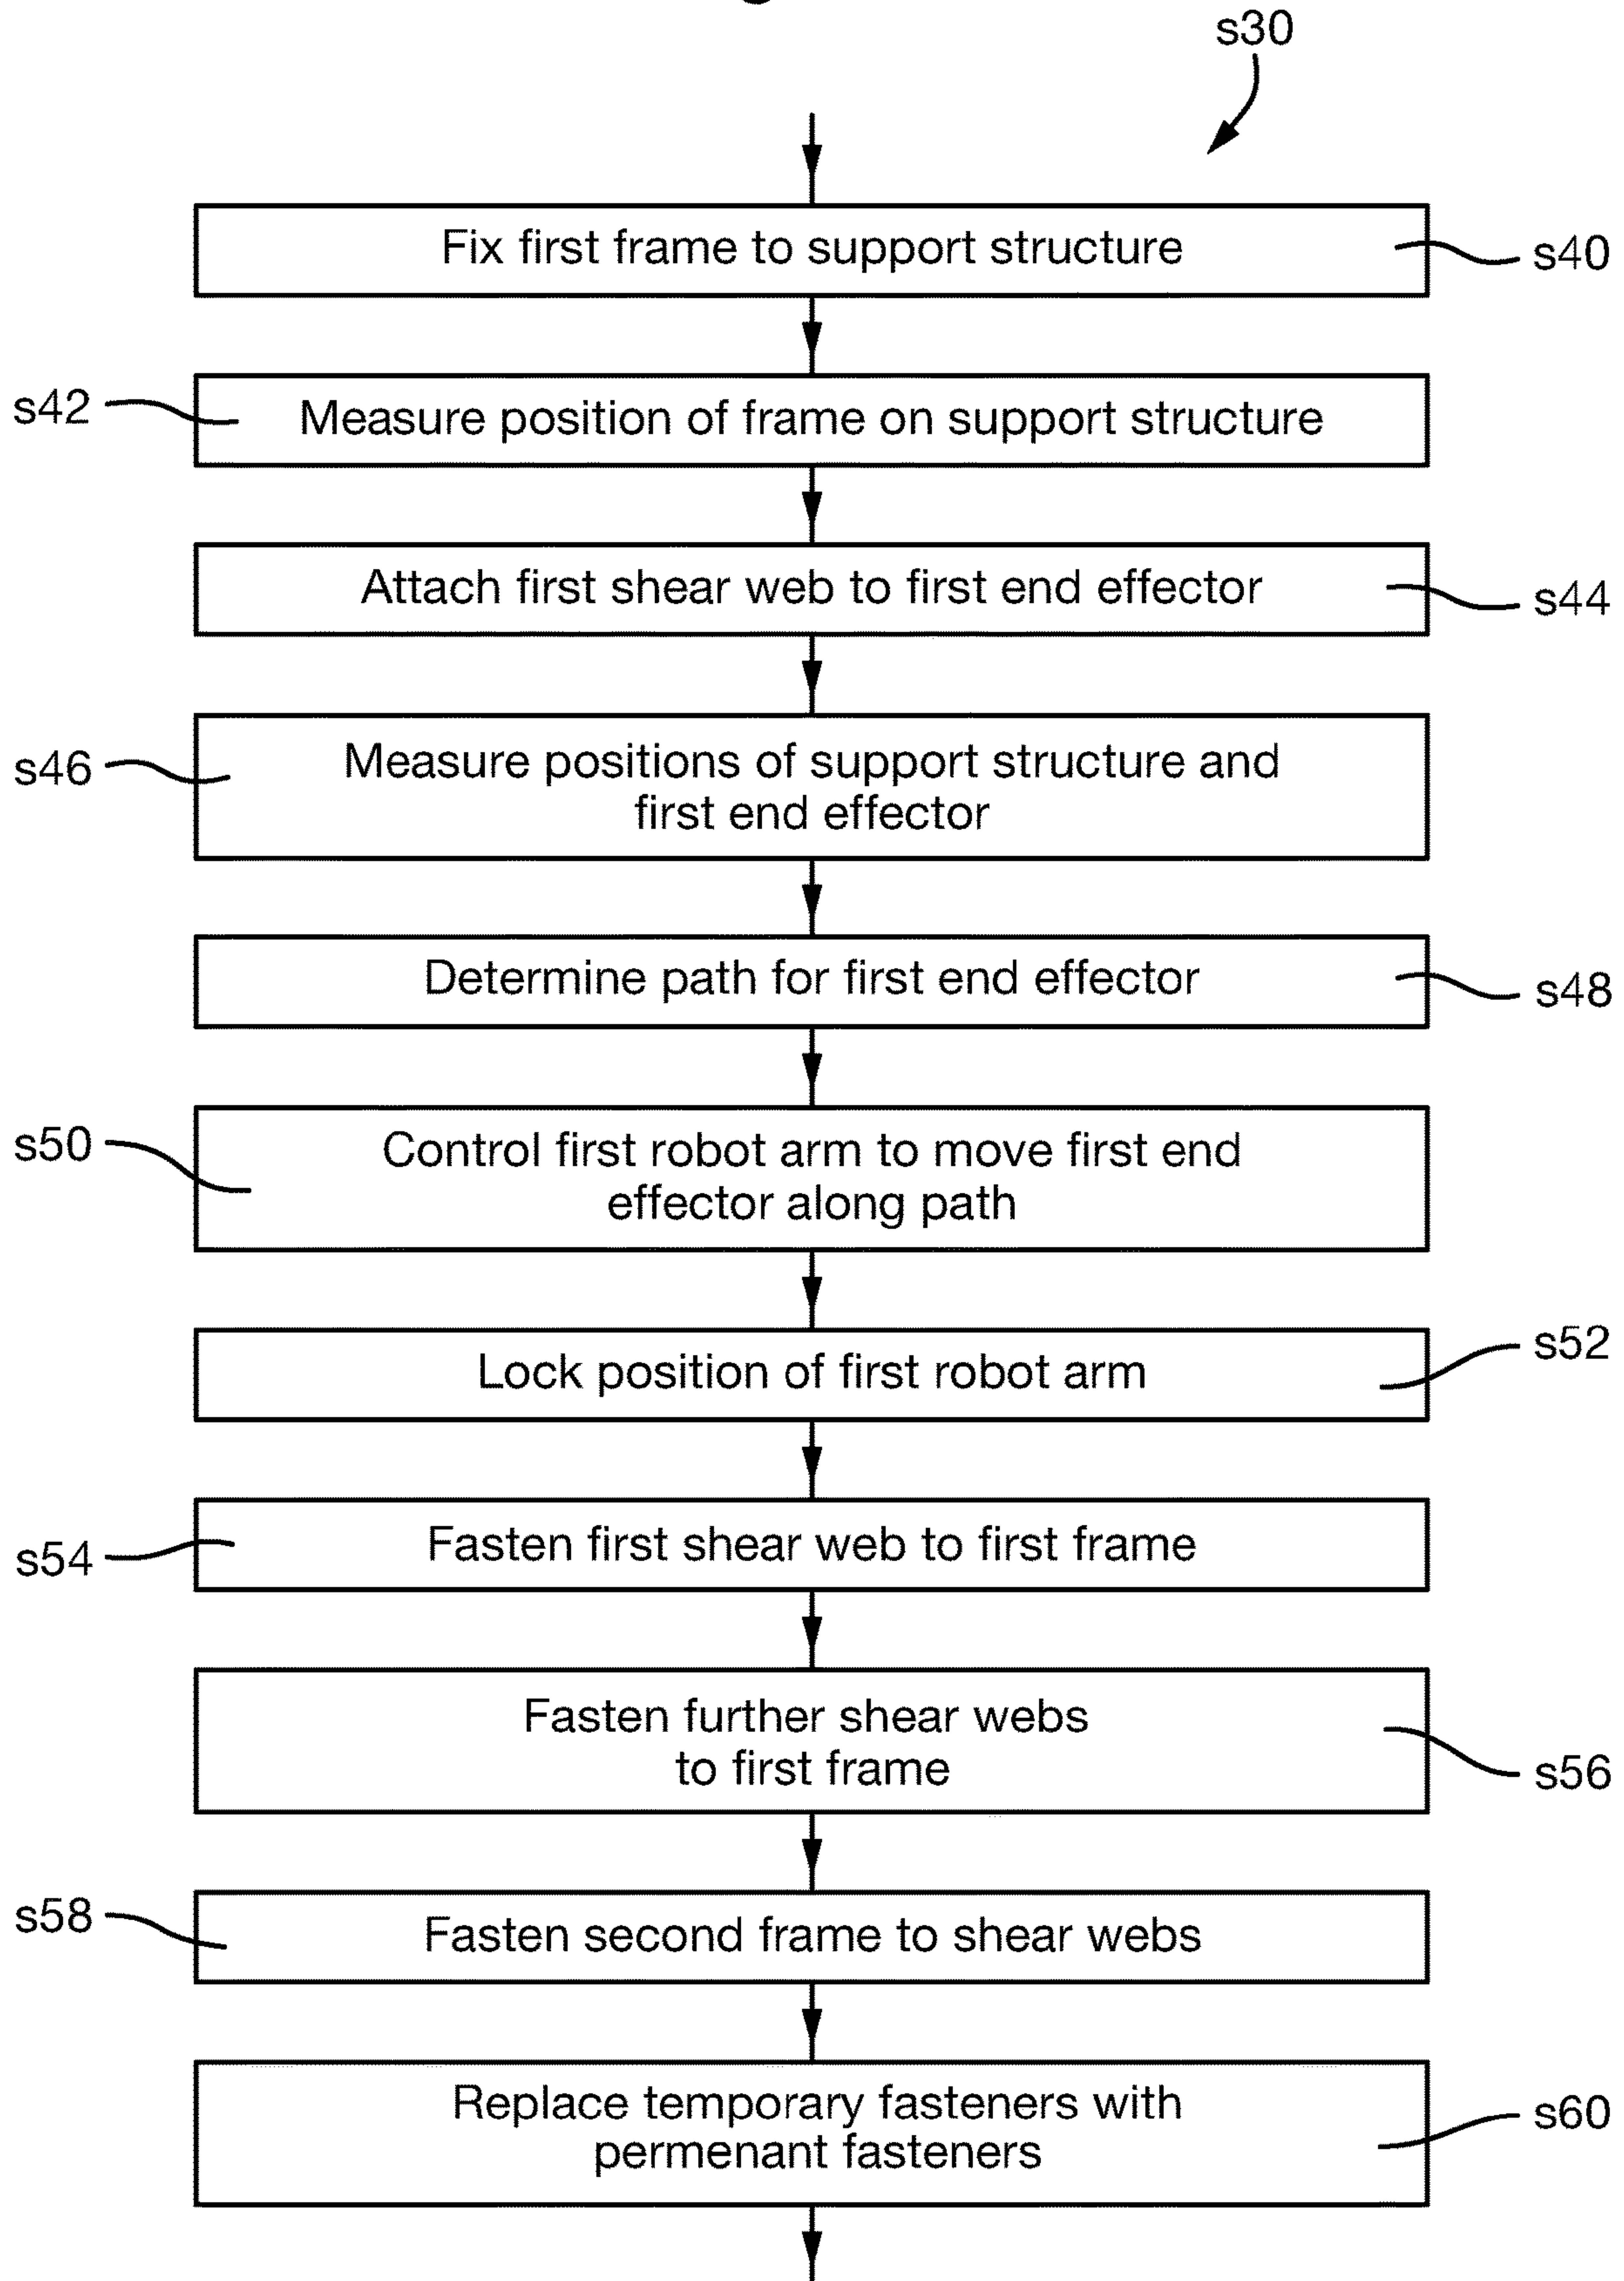 s30
Fix first frame to support structure
s40
s42
Measure position of frame on support structure
Attach first shear web to first end effector
s44
s46
Measure positions of support structure and
first end effector
Determine path for first end effector
s48
s50
Control first robot arm to move first end
effector along path
s52
Lock position of first robot arm
s54
Fasten first shear web to first frame
Fasten further shear webs
to first frame
s56
s58
Fasten second frame to shear webs
Replace temporary fasteners with
permenant fasteners
s60